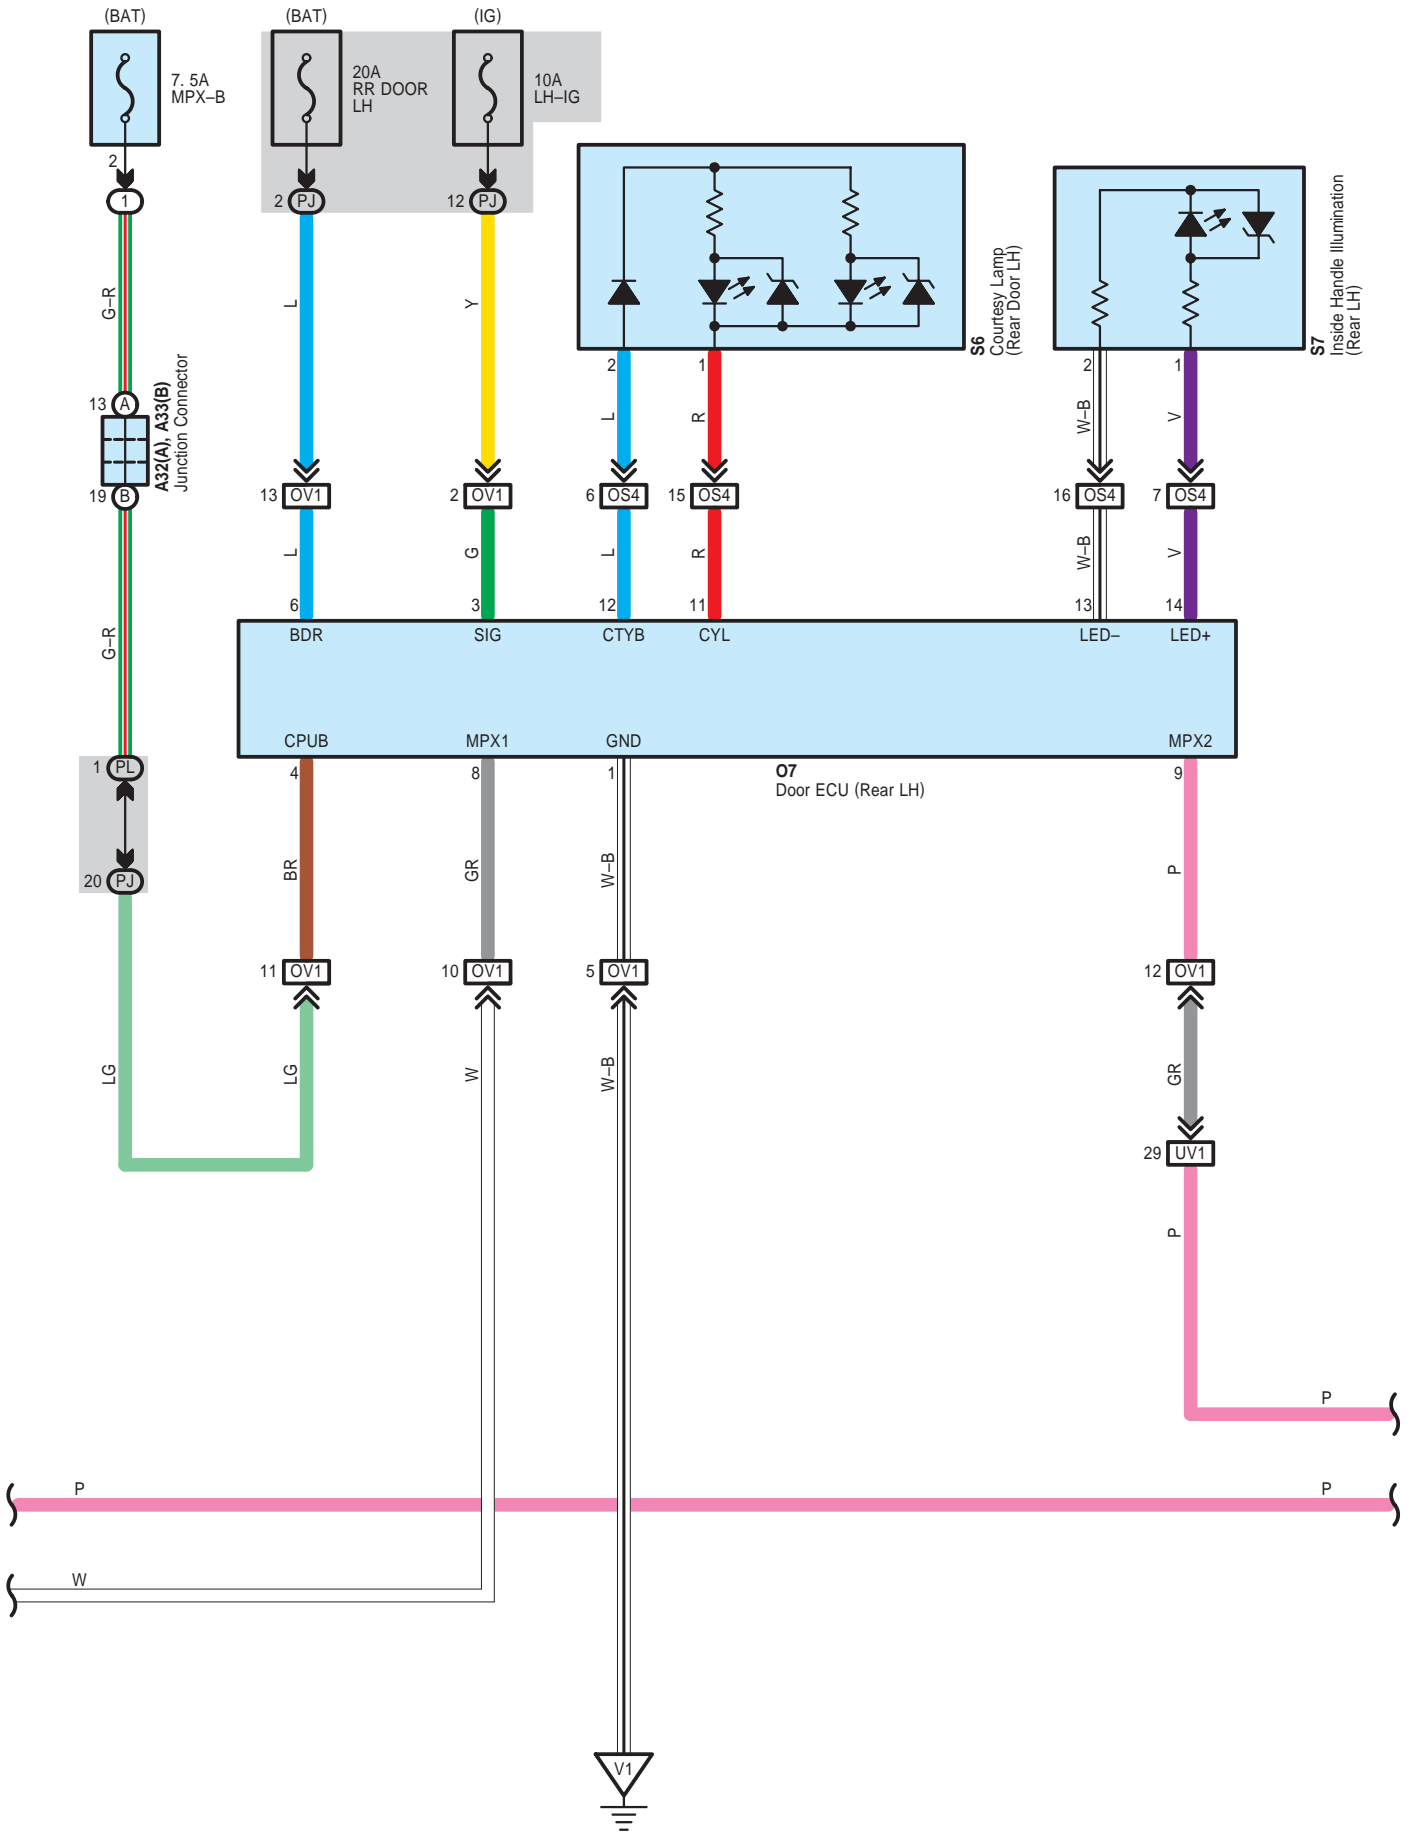 (BAT)
(BAT)
(IG)
7. 5A
MPX–B
20A
RR DOOR
LH
10A
LH–IG
2
1
2 PJ
12 PJ
G–R
L
Y
S6
Courtesy Lamp
(Rear Door LH)
S7
Inside Handle Illumination
(Rear LH)
2
1
2
1
L
R
W–B
V
13 A
A32(A), A33(B)
Junction Connector
19 B
13 OV1
2 OV1
6 OS4
15 OS4
16 OS4
7 OS4
L
G
L
R
W–B
V
6
3
12
11
13
14
BDR
SIG
CTYB
CYL
LED–
LED+
G–R
CPUB
MPX1
GND
MPX2
1 PL
4
8
1
O7
Door ECU (Rear LH)
9
BR
GR
W–B
P
20 PJ
11 OV1
10 OV1
5 OV1
12 OV1
LG
LG
W
W–B
GR
29 UV1
P
P
P
P
W
V1